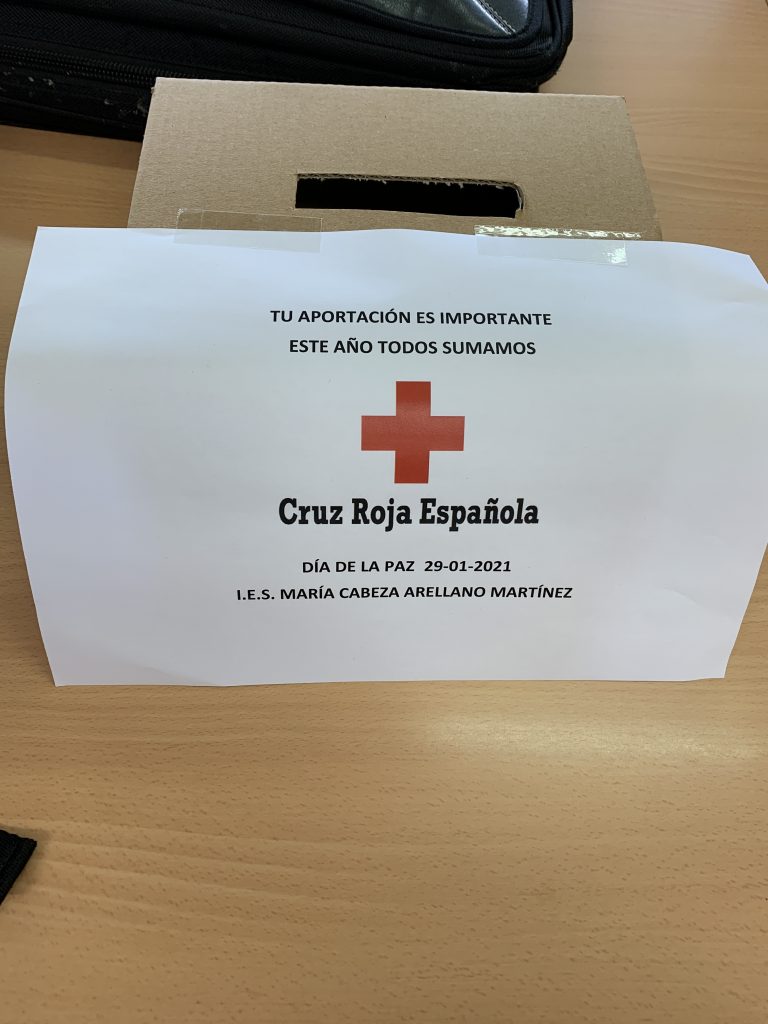 TU APORTACIÓN ES IMPORTANTE
ESTE AÑO TODOS SUMAMOS
Cruz Roja Española
DÍA DE LA PAZ 29-01-2021
I.E.S. MARÍA CABEZA ARELLANO MARTÍNEZ